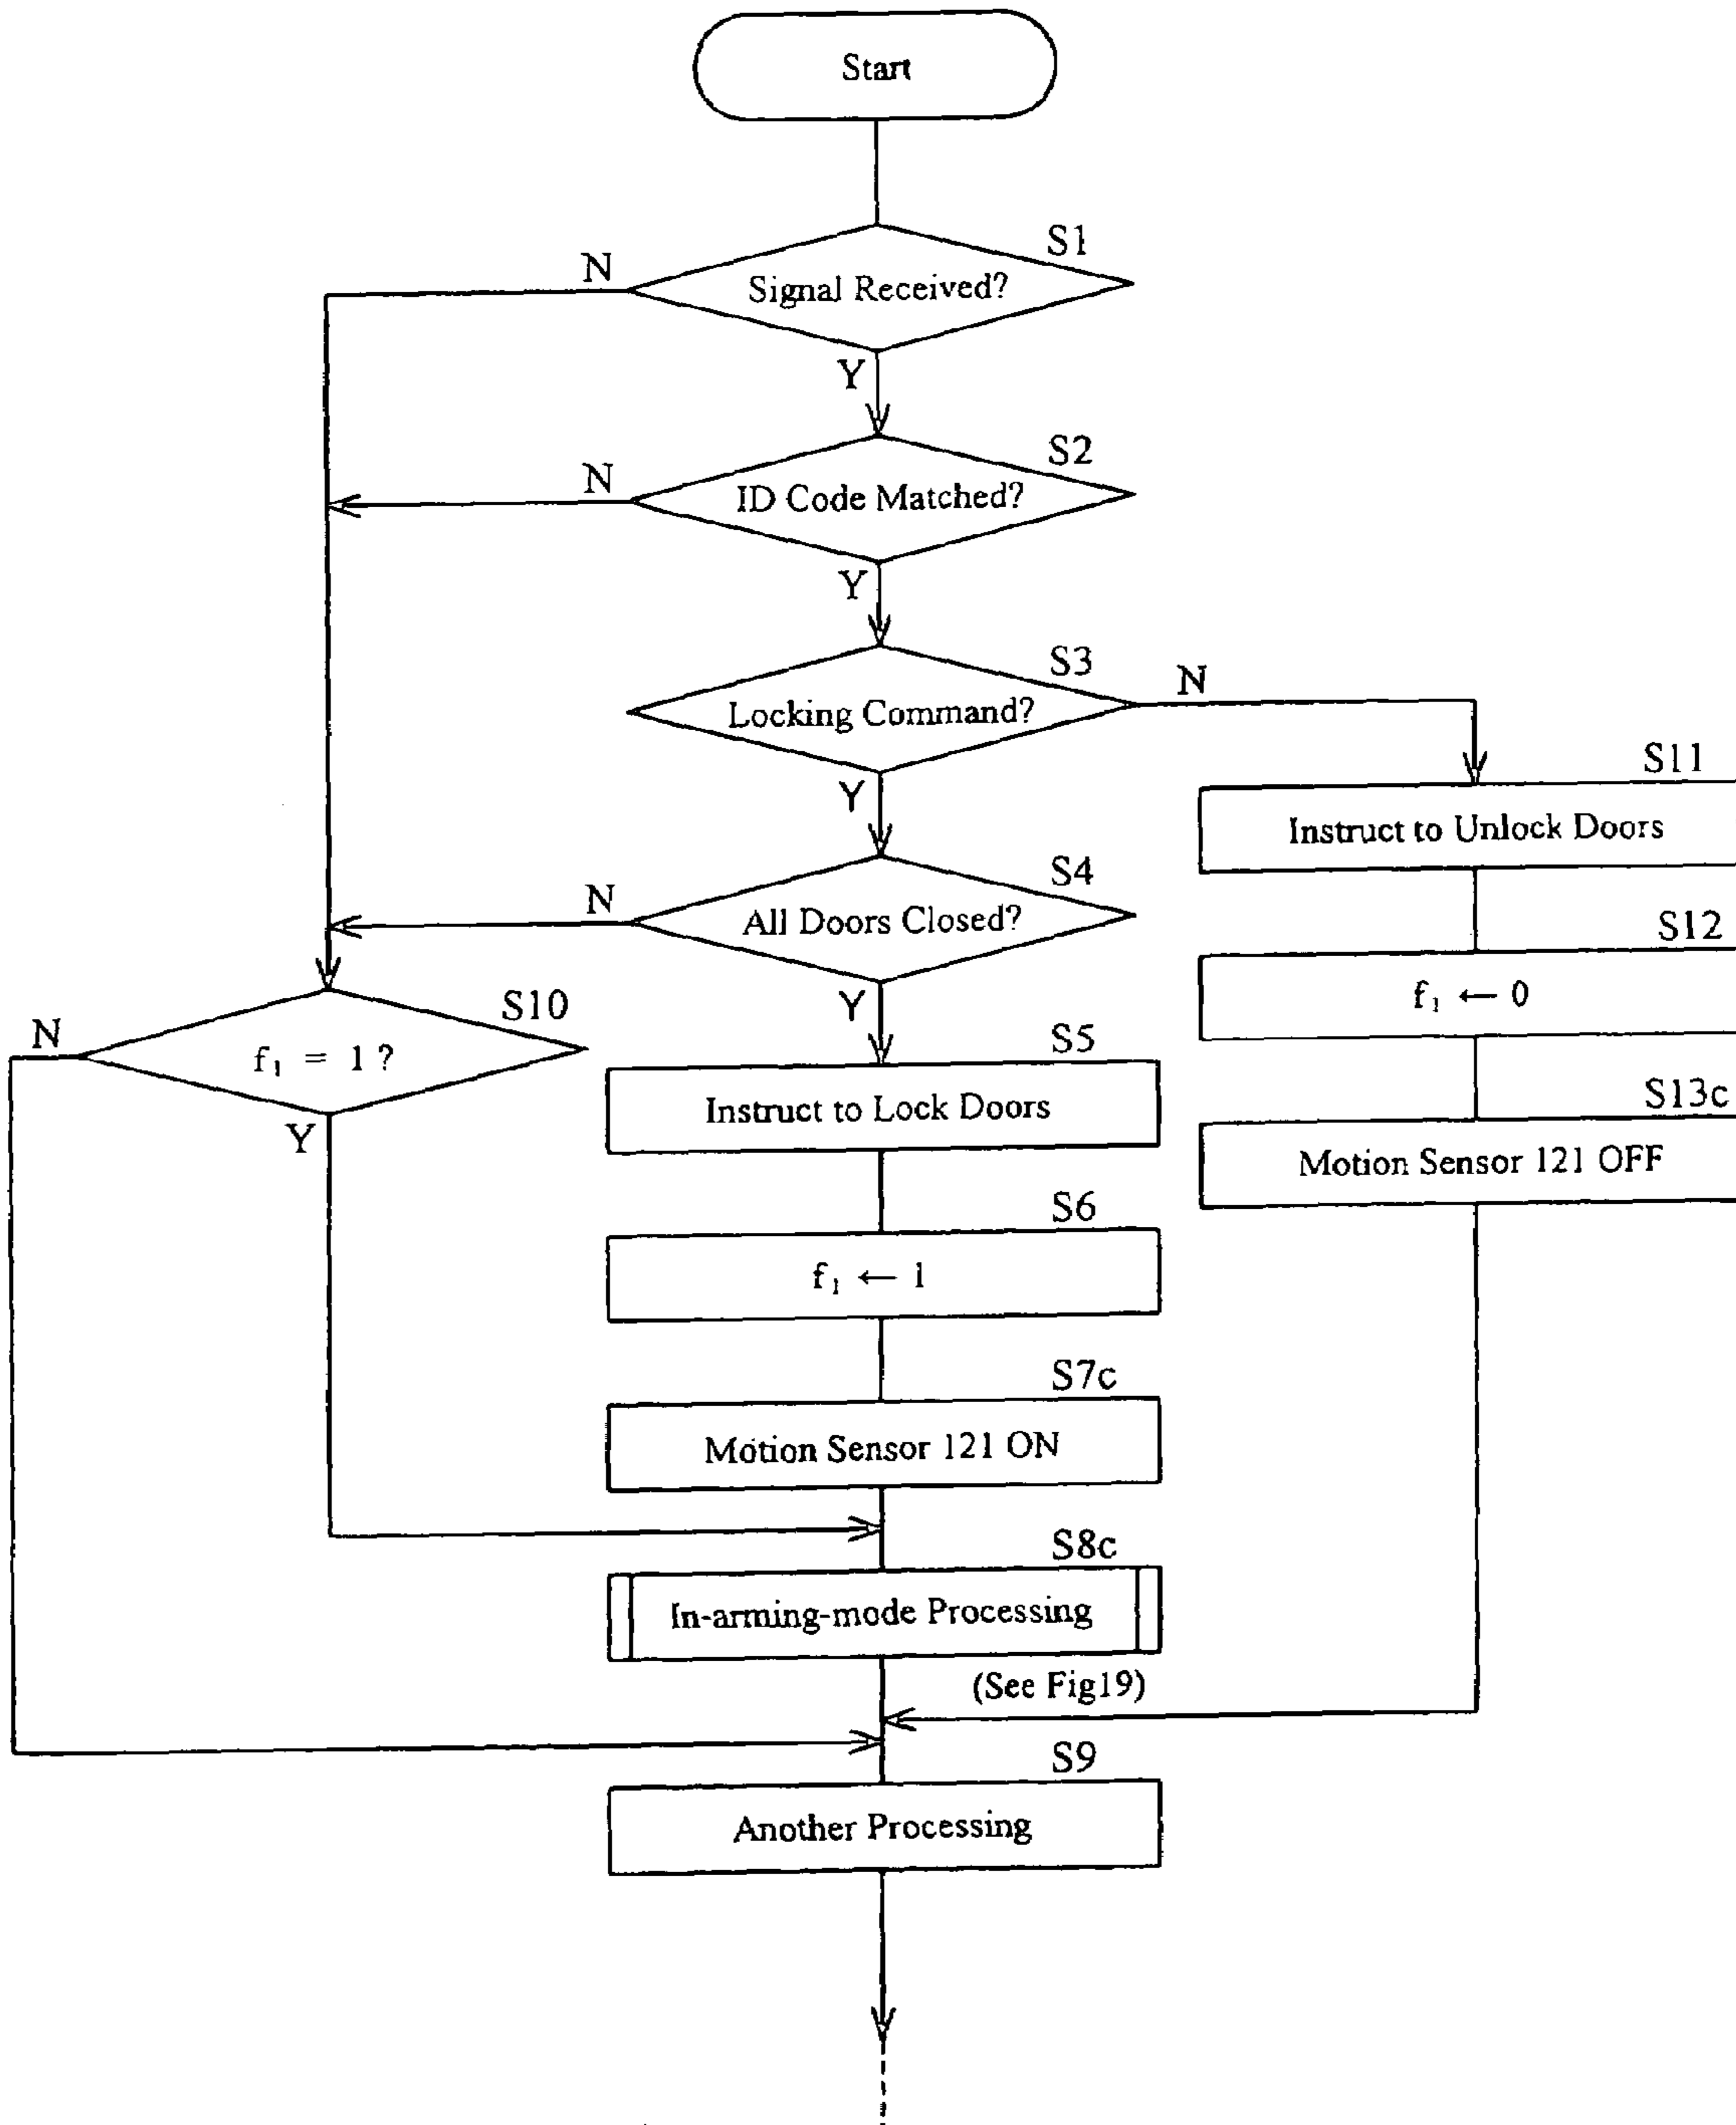 Start
S1
N
Signal Received?
Y
S2
N
ID Code Matched?
Y
S3
N
Locking Command?
Y
S11
Instruct to Unlock Doors
S4
N
All Doors Closed?
Y
S12
f₁ ← 0
S10
N
f₁ = 1 ?
Y
S5
Instruct to Lock Doors
S13c
Motion Sensor 121 OFF
S6
f₁ ← 1
S7c
Motion Sensor 121 ON
S8c
In-arming-mode Processing
(See Fig19)
S9
Another Processing